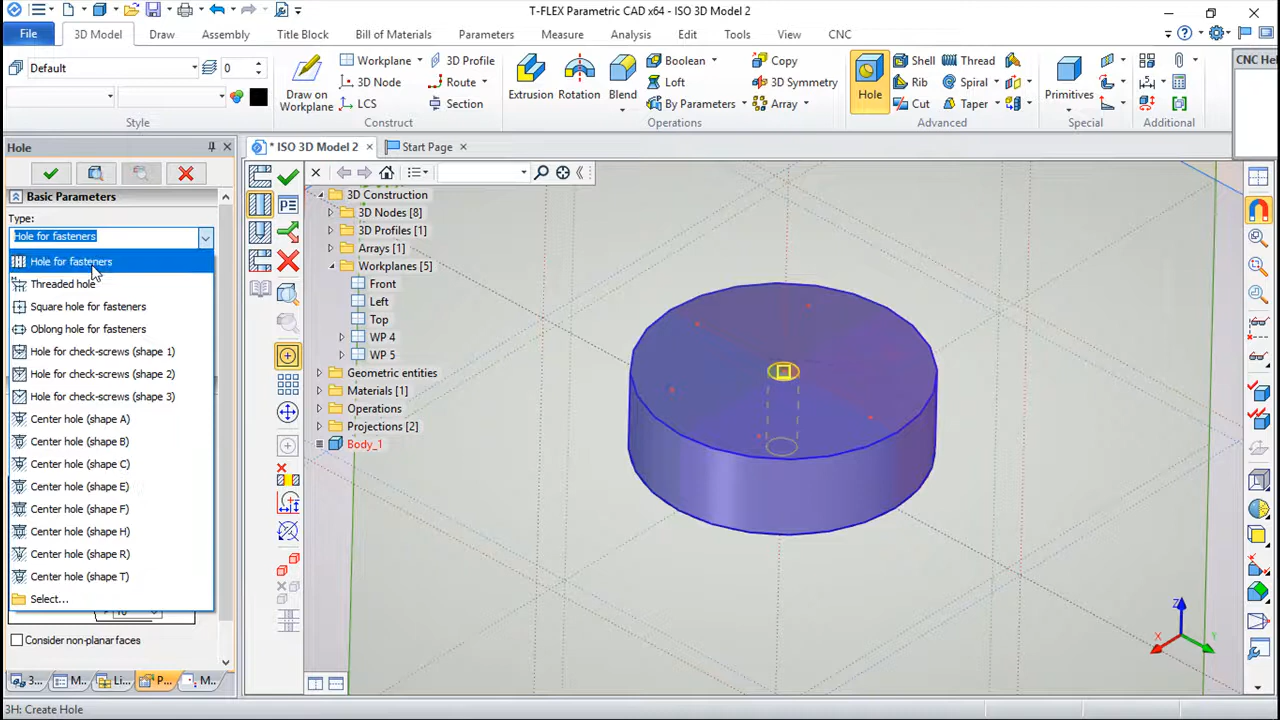 T-FLEX Parametric CAD x64 - ISO 3D Model 2
File
3D Model
Draw
Assembly
Title Block
Bill of Materials
Parameters
Measure
Analysis
Edit
Tools
View
CNC
Default
0
Style
Draw on
Workplane
Workplane
3D Node
LCS
3D Profile
Route
Section
Construct
Extrusion
Rotation
Blend
Boolean
Loft
By Parameters
Copy
3D Symmetry
Array
Operations
Hole
Shell
Rib
Cut
Thread
Spiral
Taper
Advanced
Primitives
Special
Additional
CNC Hel
Hole
* ISO 3D Model 2
Start Page
Basic Parameters
Type:
Hole for fasteners
Hole for fasteners
Threaded hole
Square hole for fasteners
Oblong hole for fasteners
Hole for check-screws (shape 1)
Hole for check-screws (shape 2)
Hole for check-screws (shape 3)
Center hole (shape A)
Center hole (shape B)
Center hole (shape C)
Center hole (shape E)
Center hole (shape F)
Center hole (shape H)
Center hole (shape R)
Center hole (shape T)
Select...
Consider non-planar faces
3...
M...
Li...
P...
M...
3D Construction
3D Nodes [8]
3D Profiles [1]
Arrays [1]
Workplanes [5]
Front
Left
Top
WP 4
WP 5
Geometric entities
Materials [1]
Operations
Projections [2]
Body_1
Z
X
Y
3H: Create Hole